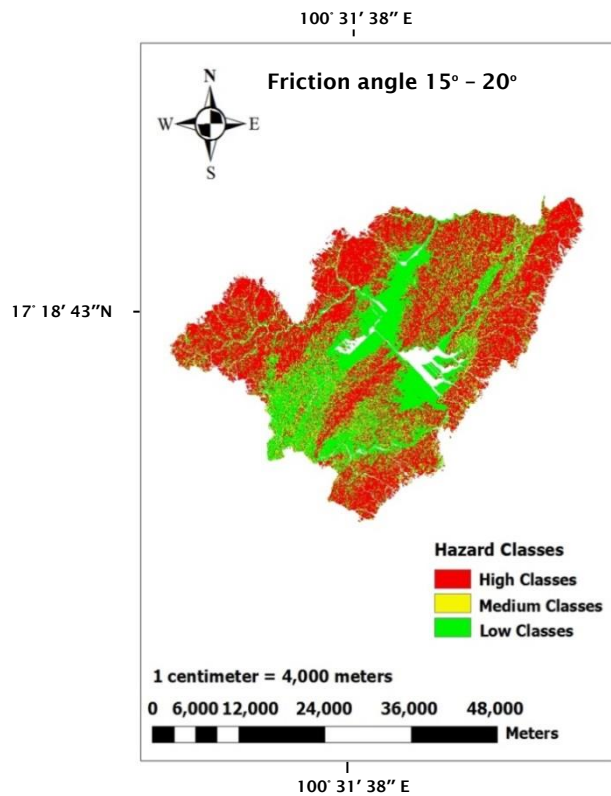 100° 31′ 38″ E
Friction angle 15° – 20°
N
W E
S
17° 18′ 43″N
Hazard Classes
High Classes
Medium Classes
Low Classes
1 centimeter = 4,000 meters
0 6,000 12,000 24,000 36,000 48,000
Meters
100° 31′ 38″ E